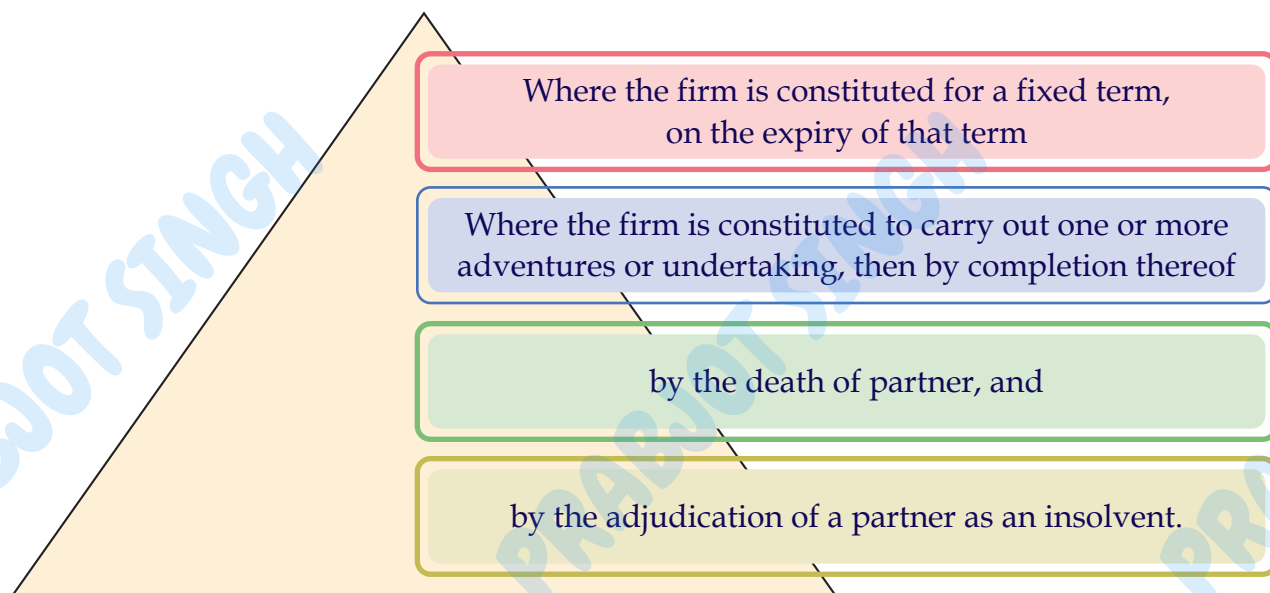 Where the firm is constituted for a fixed term,
on the expiry of that term
Where the firm is constituted to carry out one or more
adventures or undertaking, then by completion thereof
by the death of partner, and
by the adjudication of a partner as an insolvent.
PRABJOT SINGH